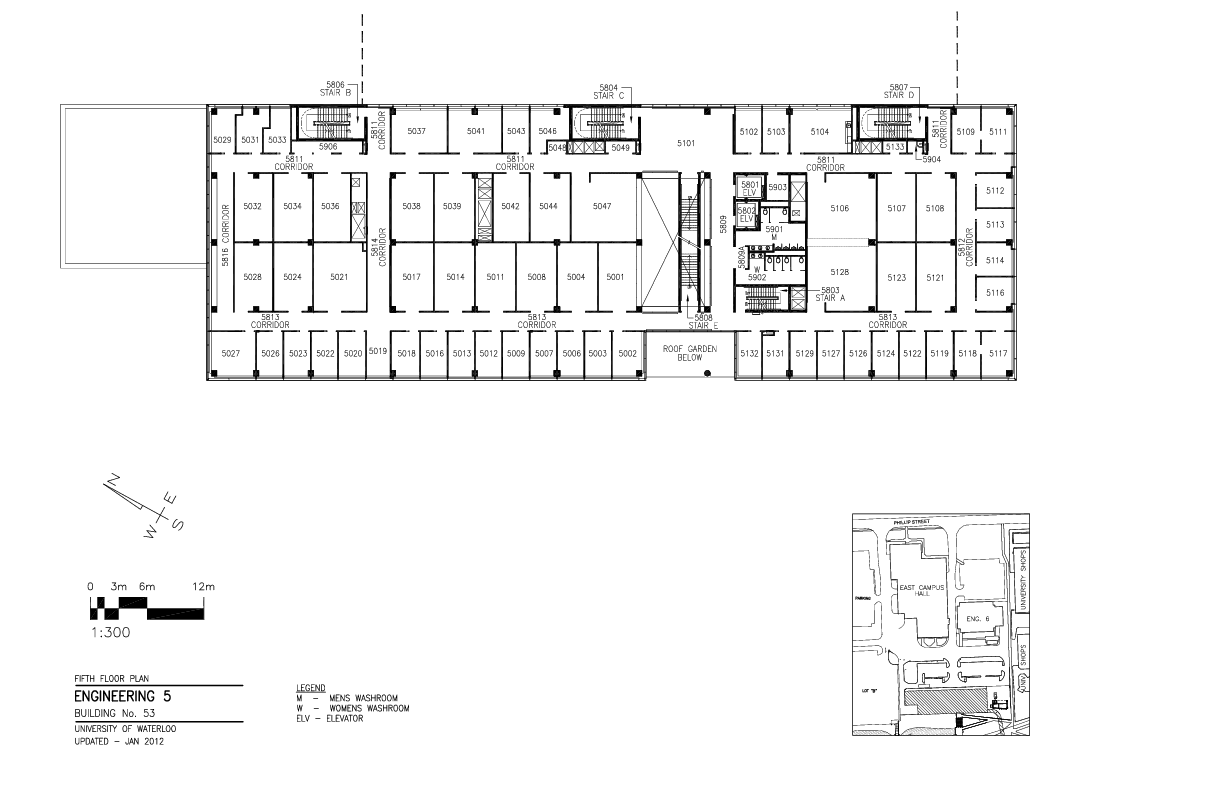 5806
STAIR B
5804
STAIR C
5807
STAIR D
5029
5031
5033
5906
5811
CORRIDOR
5037
5041
5043
5046
5048
5049
5101
5102
5103
5104
5133
5904
5811
CORRIDOR
5109
5111
5811
CORRIDOR
5811
CORRIDOR
5811
CORRIDOR
5816 CORRIDOR
5032
5034
5036
5814
CORRIDOR
5038
5039
5042
5044
5047
5809
5801
ELV
5802
ELV
5903
5901
M
5809A
W
5902
5106
5107
5108
5812
CORRIDOR
5112
5113
5114
5116
5028
5024
5021
5017
5014
5011
5008
5004
5001
5128
5123
5121
5803
STAIR A
5808
STAIR E
5813
CORRIDOR
5813
CORRIDOR
5813
CORRIDOR
5027
5026
5023
5022
5020
5019
5018
5016
5013
5012
5009
5007
5006
5003
5002
ROOF GARDEN
BELOW
5132
5131
5129
5127
5126
5124
5122
5119
5118
5117
N
E
W
S
0 3m 6m 12m
1:300
FIFTH FLOOR PLAN
ENGINEERING 5
BUILDING No. 53
UNIVERSITY OF WATERLOO
UPDATED – JAN 2012
LEGEND
M – MENS WASHROOM
W – WOMENS WASHROOM
ELV – ELEVATOR
PHILLIP STREET
EAST CAMPUS
HALL
PARKING
ENG. 6
UNIVERSITY SHOPS
SHOPS
LOT "B"